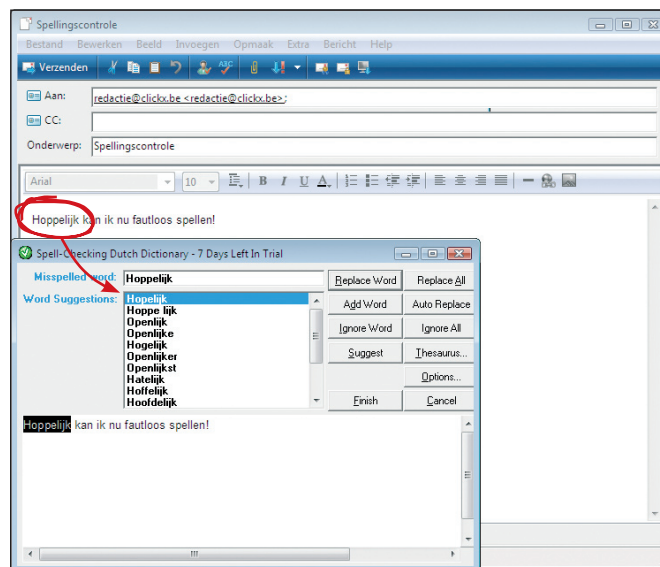 Spellingscontrole
Bestand Bewerken Beeld Invoegen Opmaak Extra Bericht Help
Verzenden ABC
Aan: redactie@clickx.be <redactie@clickx.be>;
CC:
Onderwerp: Spellingscontrole
Arial 10 B I U A
Hoppelijk kan ik nu fautloos spellen!
Spell-Checking Dutch Dictionary - 7 Days Left In Trial
Misspelled word: Hoppelijk Replace Word Replace All
Word Suggestions: Hopelijk
Hoppe lijk Add Word Auto Replace
Openlijk
Openlijke Ignore Word Ignore All
Hogelijk
Openlijker Suggest Thesaurus...
Openlijkst
Hatelijk Options...
Hoffelijk
Hoofdelijk Finish Cancel
Hoppelijk kan ik nu fautloos spellen!